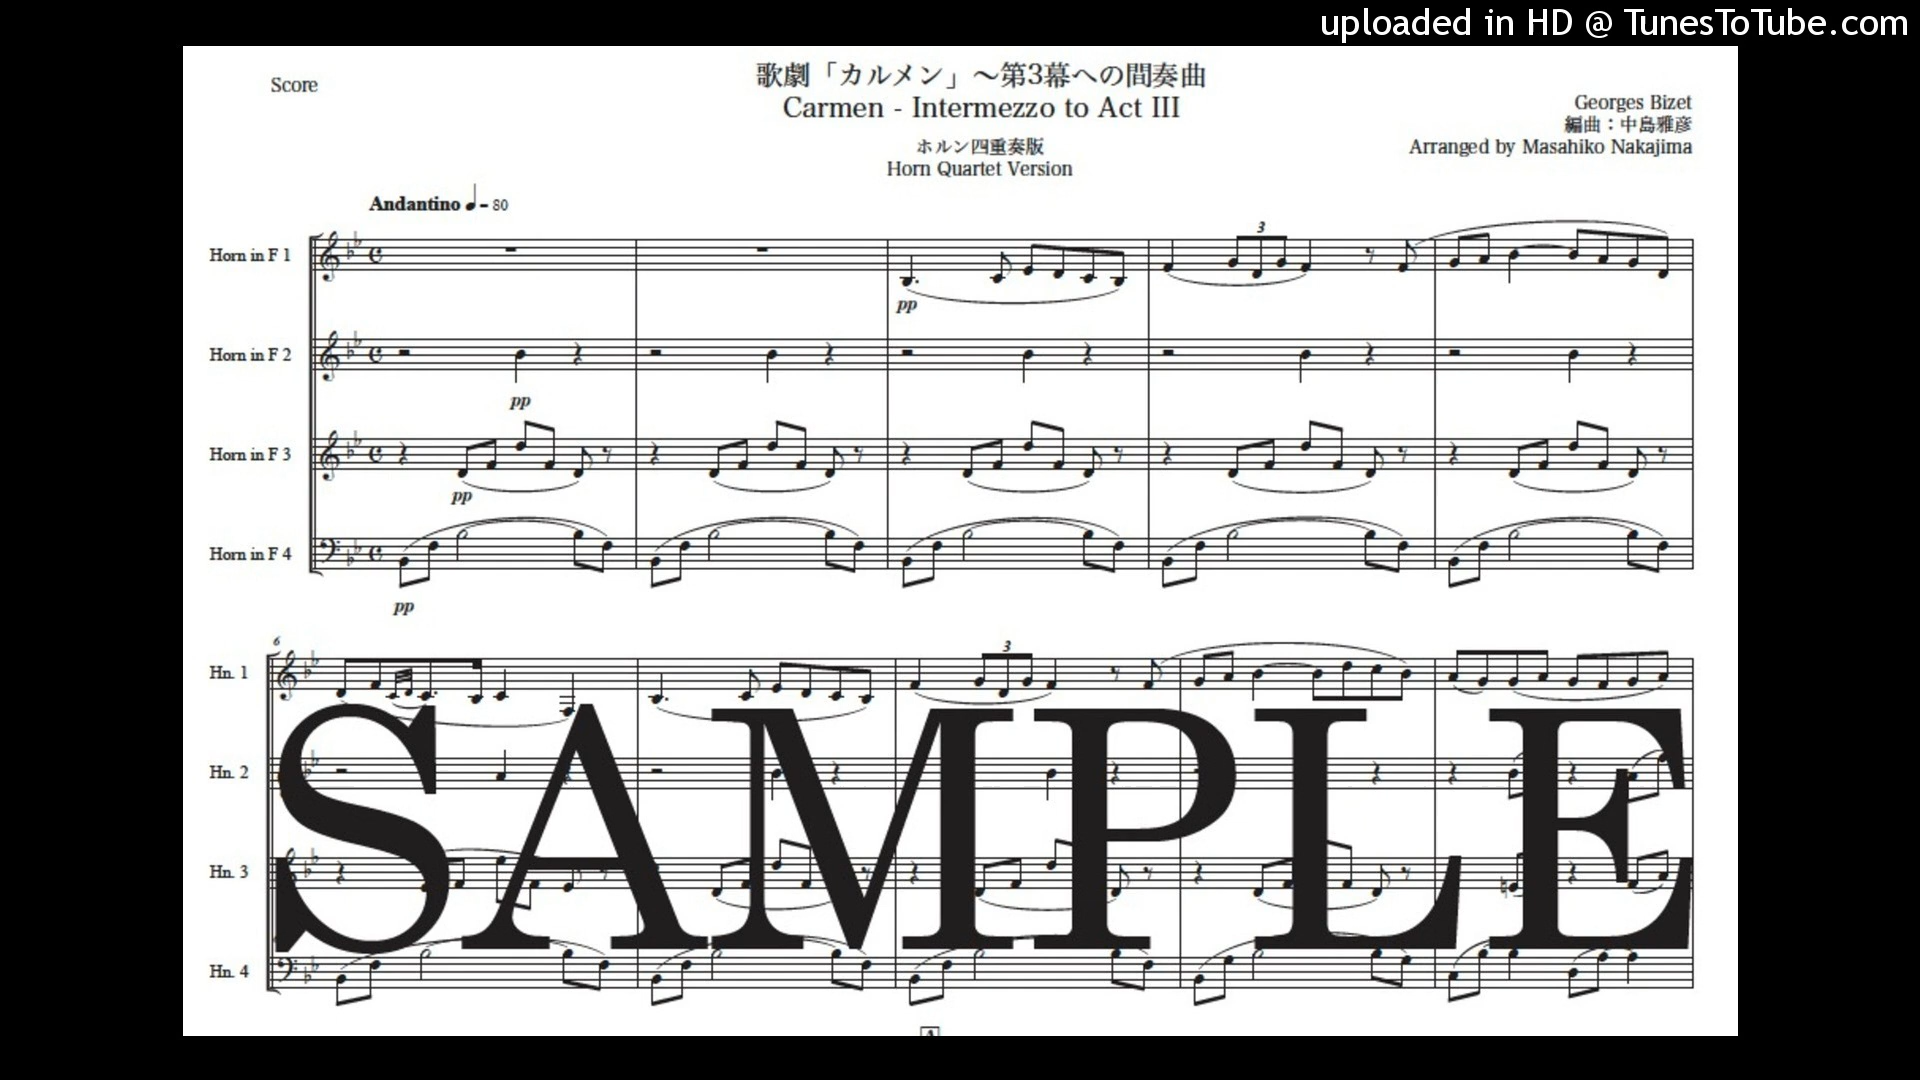 uploaded in HD @ TunesToTube.com
Score
歌劇「カルメン」～第3幕への間奏曲
Carmen - Intermezzo to Act III
ホルン四重奏版
Horn Quartet Version
Georges Bizet
編曲：中島雅彦
Arranged by Masahiko Nakajima
Andantino ♩= 80
Horn in F 1
3
pp
Horn in F 2
pp
Horn in F 3
pp
Horn in F 4
pp
6
Hn. 1
3
Hn. 2
Hn. 3
Hn. 4
SAMPLE
A